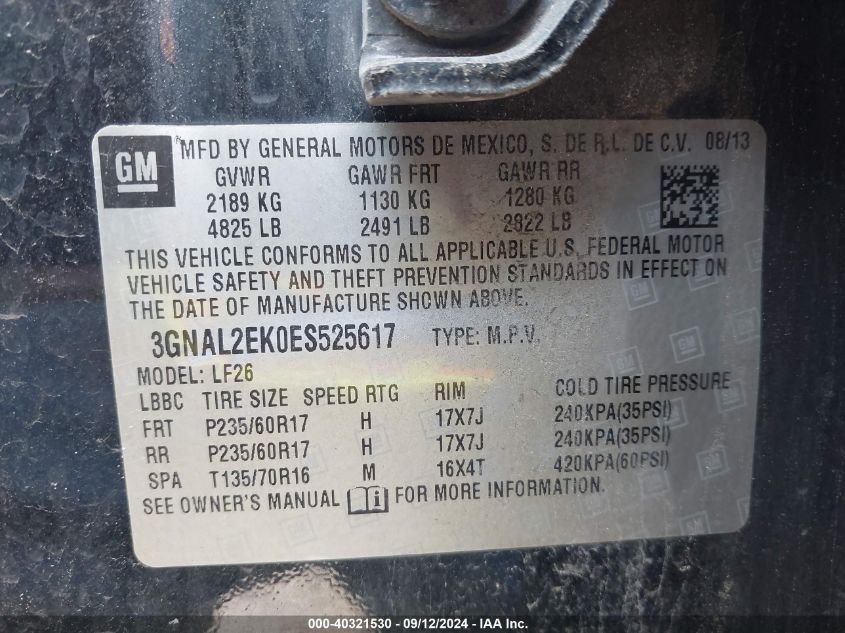 GM MFD BY GENERAL MOTORS DE MEXICO, S. DE R.L. DE C.V. 08/13
GVWR GAWR FRT GAWR RR
2189 KG 1130 KG 1280 KG
4825 LB 2491 LB 2822 LB
THIS VEHICLE CONFORMS TO ALL APPLICABLE U.S. FEDERAL MOTOR
VEHICLE SAFETY AND THEFT PREVENTION STANDARDS IN EFFECT ON
THE DATE OF MANUFACTURE SHOWN ABOVE.
3GNAL2EK0ES525617 TYPE: M.P.V.
MODEL: LF26
LBBC TIRE SIZE SPEED RTG RIM COLD TIRE PRESSURE
FRT P235/60R17 H 17X7J 240KPA(35PSI)
RR P235/60R17 H 17X7J 240KPA(35PSI)
SPA T135/70R16 M 16X4T 420KPA(60PSI)
SEE OWNER'S MANUAL i FOR MORE INFORMATION.
000-40321530 - 09/12/2024 - IAA Inc.